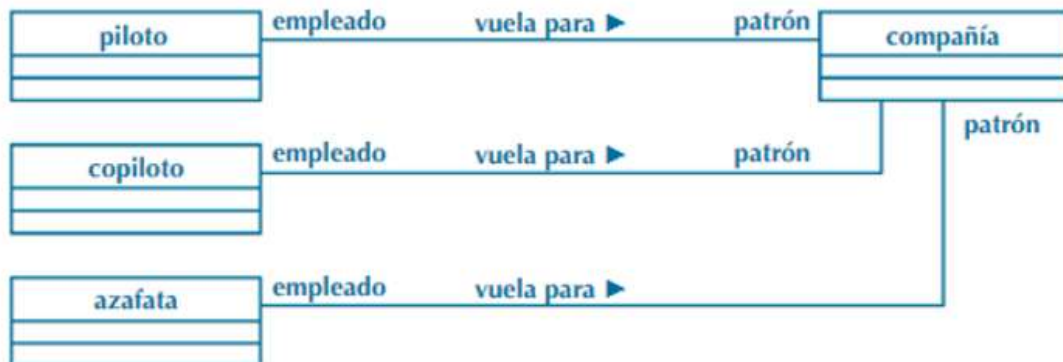 piloto empleado vuela para ► patrón compañía
patrón
copiloto empleado vuela para ► patrón
azafata empleado vuela para ►